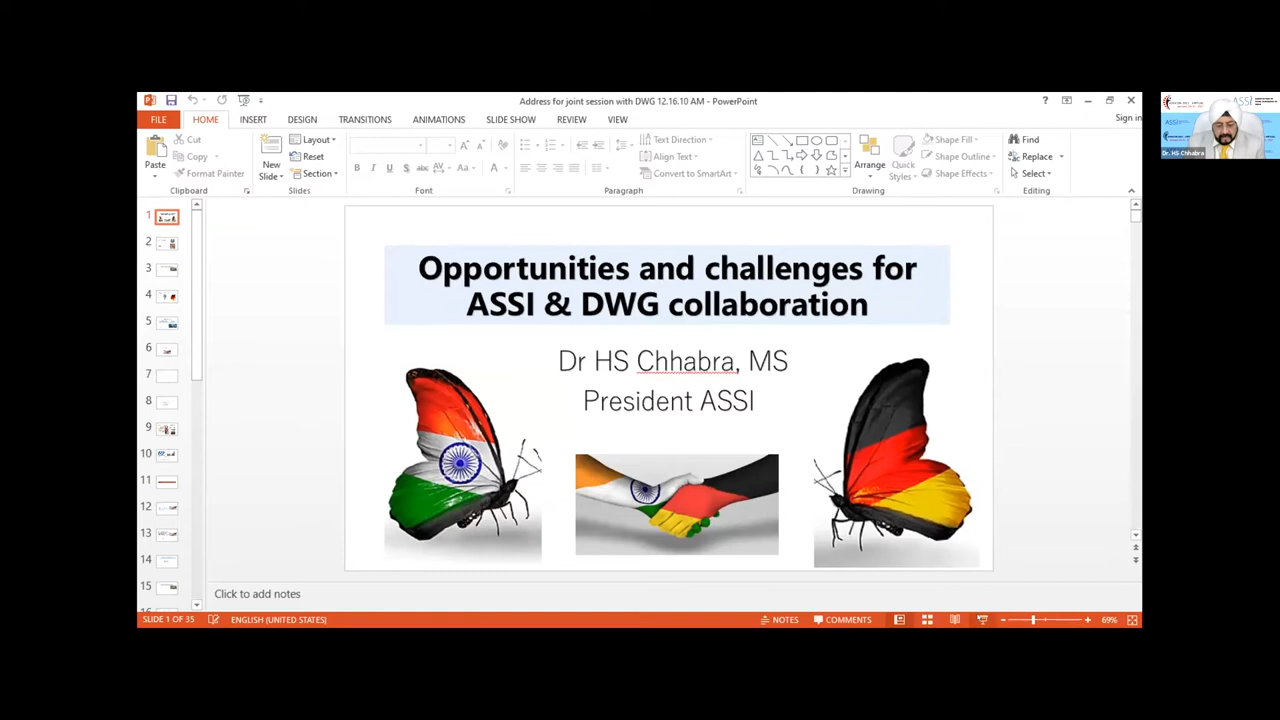 Address for joint session with DWG 12.16.10 AM - PowerPoint
FILE HOME INSERT DESIGN TRANSITIONS ANIMATIONS SLIDE SHOW REVIEW VIEW
Sign in
Paste
Cut
Copy
Format Painter
Clipboard
New
Slide
Layout
Reset
Section
Slides
Font
Text Direction
Align Text
Convert to SmartArt
Paragraph
Arrange
Quick
Styles
Shape Fill
Shape Outline
Shape Effects
Drawing
Find
Replace
Select
Editing
Dr. HS Chhabra
1
2
3
4
5
6
7
8
9
10
11
12
13
14
15
Opportunities and challenges for
ASSI & DWG collaboration
Dr HS Chhabra, MS
President ASSI
Click to add notes
SLIDE 1 OF 35
ENGLISH (UNITED STATES)
NOTES
COMMENTS
69%